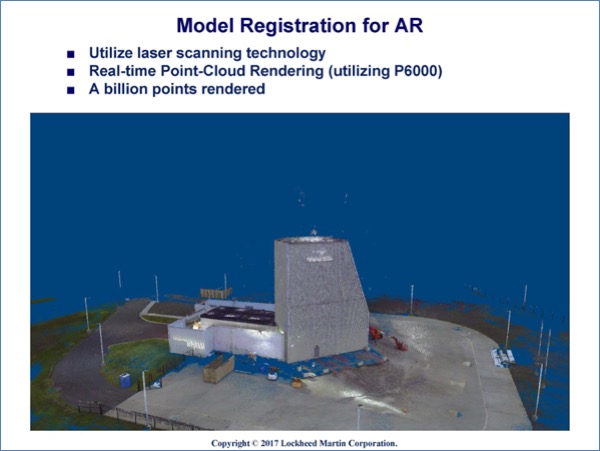 Model Registration for AR
Utilize laser scanning technology
Real-time Point-Cloud Rendering (utilizing P6000)
A billion points rendered
Copyright © 2017 Lockheed Martin Corporation.